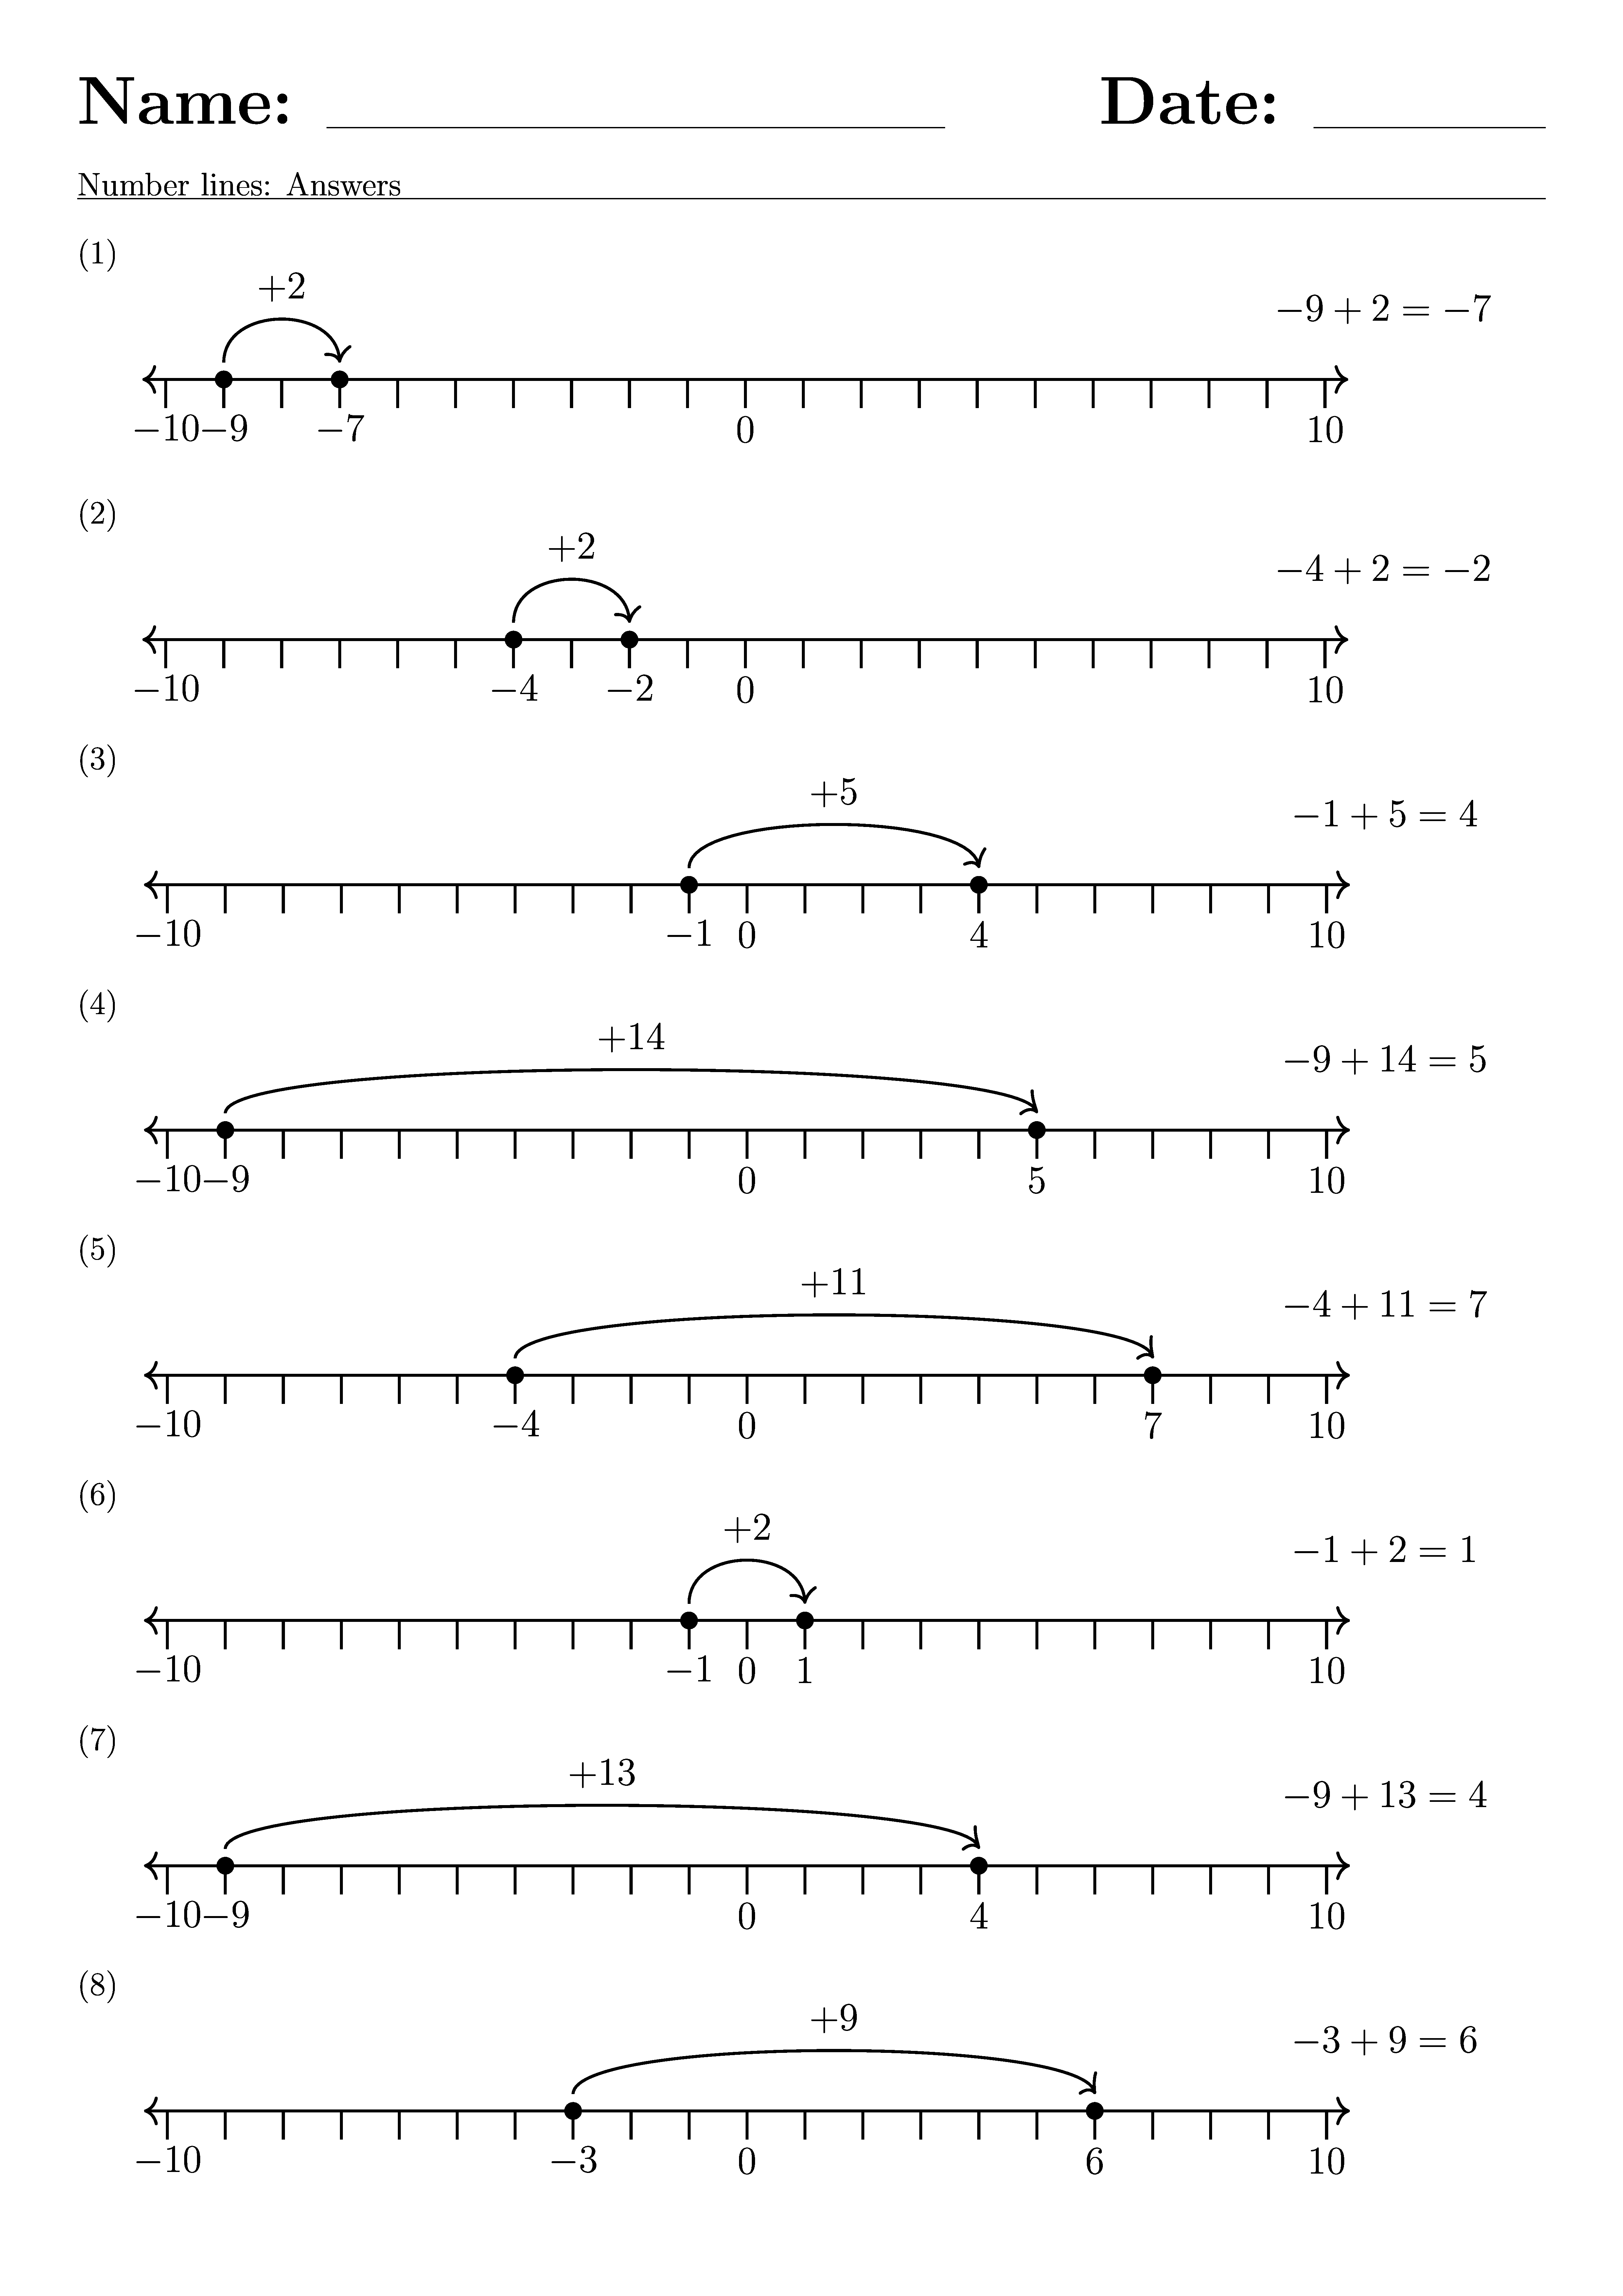 Name: Date:
Number lines: Answers
(1)
+2
−9 + 2 = −7
−10 −9 −7 0 10
(2)
+2
−4 + 2 = −2
−10 −4 −2 0 10
(3)
+5
−1 + 5 = 4
−10 −1 0 4 10
(4)
+14
−9 + 14 = 5
−10 −9 0 5 10
(5)
+11
−4 + 11 = 7
−10 −4 0 7 10
(6)
+2
−1 + 2 = 1
−10 −1 0 1 10
(7)
+13
−9 + 13 = 4
−10 −9 0 4 10
(8)
+9
−3 + 9 = 6
−10 −3 0 6 10